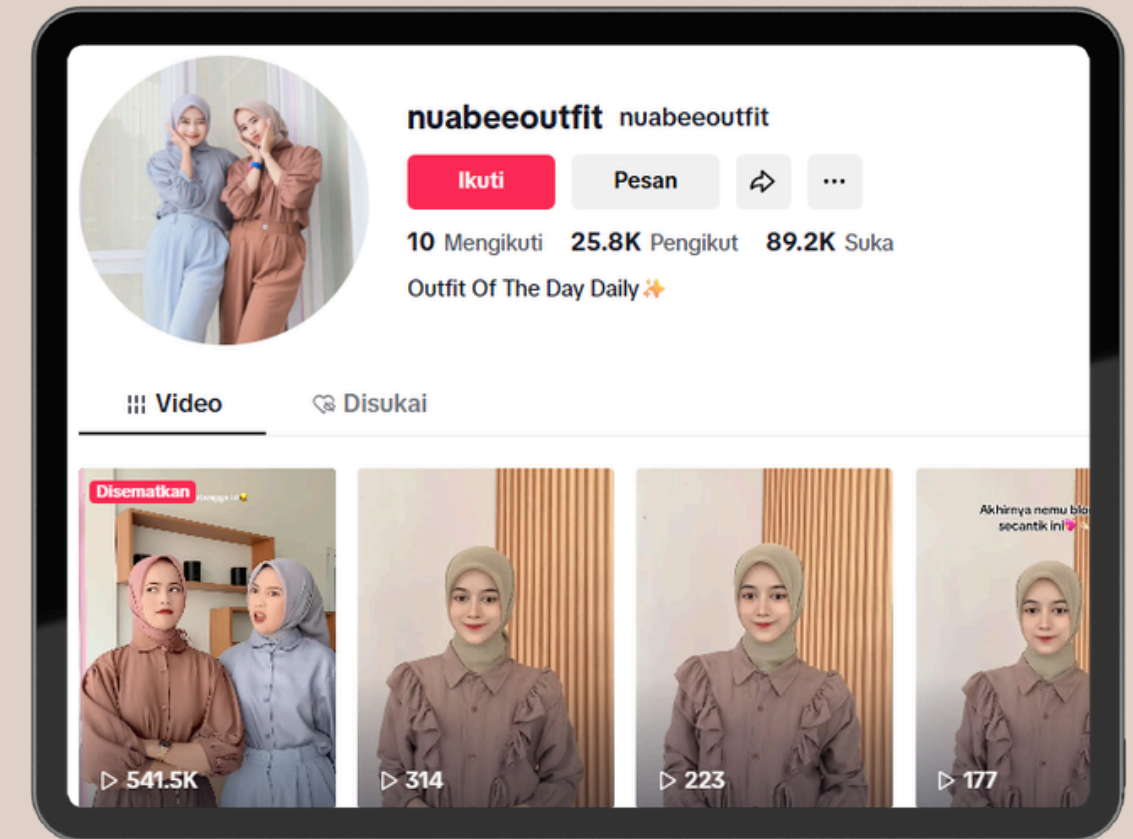 nuabeeoutfit nuabeeoutfit
Ikuti Pesan
10 Mengikuti 25.8K Pengikut 89.2K Suka
Outfit Of The Day Daily✨
Video Disukai
Disematkan
541.5K
314
223
Akhirnya nemu
secantik ini
177